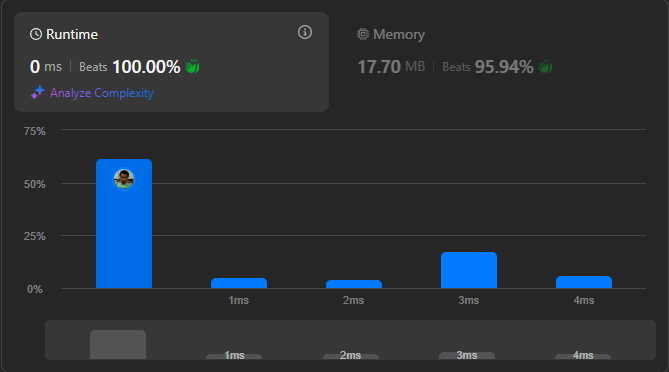 Runtime
0 ms | Beats 100.00%
Analyze Complexity
Memory
17.70 MB | Beats 95.94%
75%
50%
25%
0%
1ms 2ms 3ms 4ms
1ms 2ms 3ms 4ms